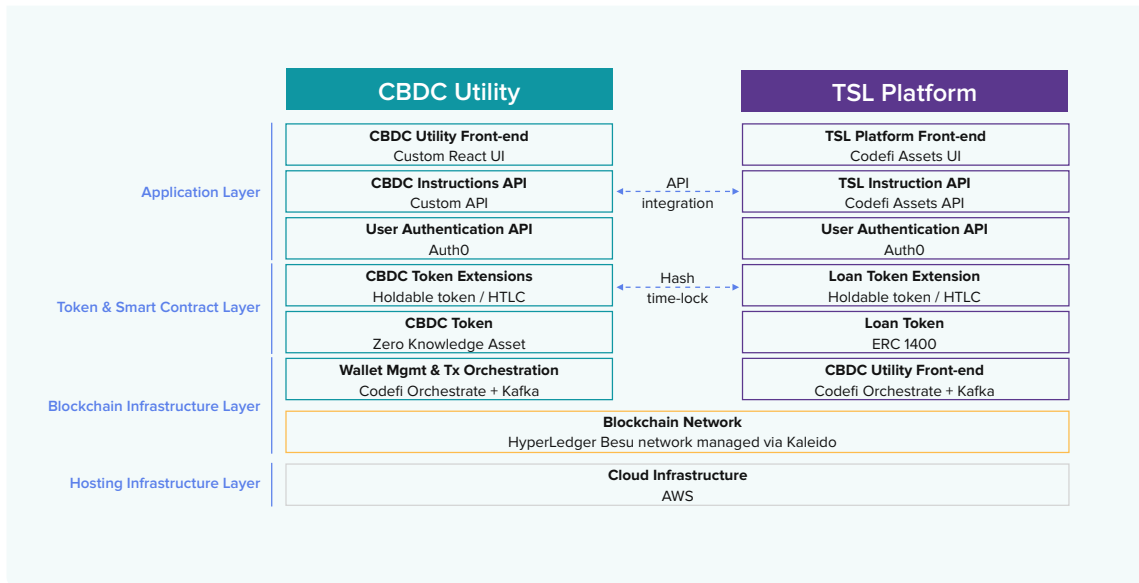 CBDC Utility
TSL Platform
Application Layer
CBDC Utility Front-end
Custom React UI
TSL Platform Front-end
Codefi Assets UI
CBDC Instructions API
Custom API
API
integration
TSL Instruction API
Codefi Assets API
User Authentication API
Auth0
User Authentication API
Auth0
Token & Smart Contract Layer
CBDC Token Extensions
Holdable token / HTLC
Hash
time-lock
Loan Token Extension
Holdable token / HTLC
CBDC Token
Zero Knowledge Asset
Loan Token
ERC 1400
Blockchain Infrastructure Layer
Wallet Mgmt & Tx Orchestration
Codefi Orchestrate + Kafka
CBDC Utility Front-end
Codefi Orchestrate + Kafka
Blockchain Network
HyperLedger Besu network managed via Kaleido
Hosting Infrastructure Layer
Cloud Infrastructure
AWS